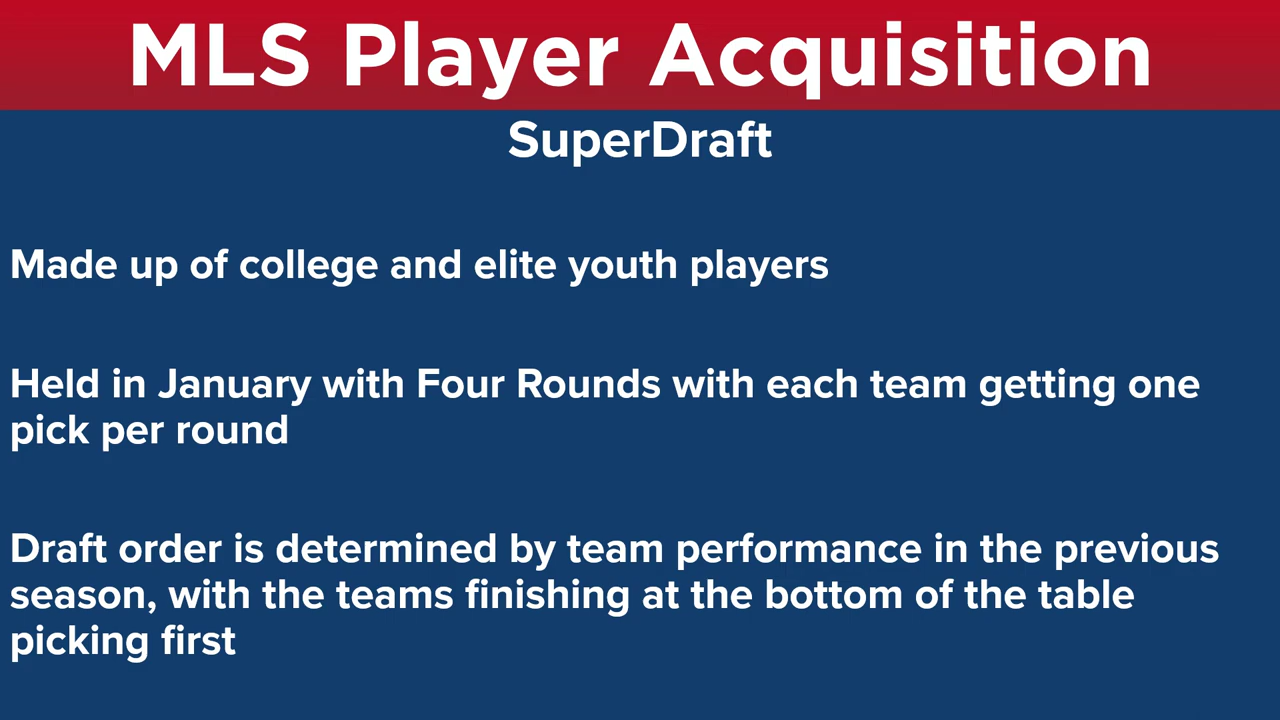 MLS Player Acquisition
SuperDraft
Made up of college and elite youth players
Held in January with Four Rounds with each team getting one
pick per round
Draft order is determined by team performance in the previous
season, with the teams finishing at the bottom of the table
picking first